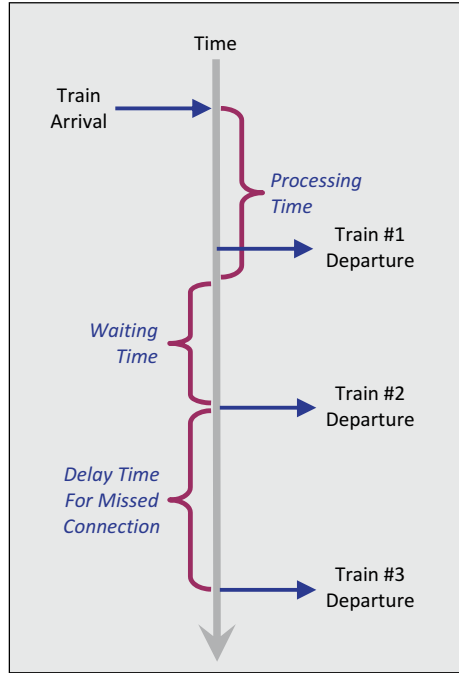 Time
Train
Arrival
Processing
Time
Train #1
Departure
Waiting
Time
Train #2
Departure
Delay Time
For Missed
Connection
Train #3
Departure